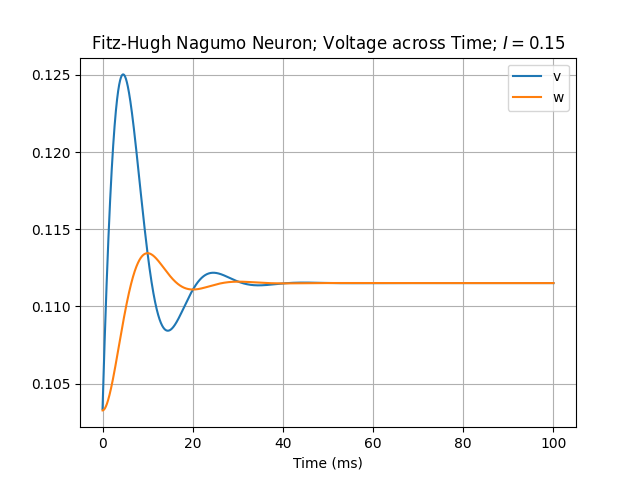 Fitz-Hugh Nagumo Neuron; Voltage across Time; I = 0.15
v
w
0.125
0.120
0.115
0.110
0.105
0 20 40 60 80 100
Time (ms)